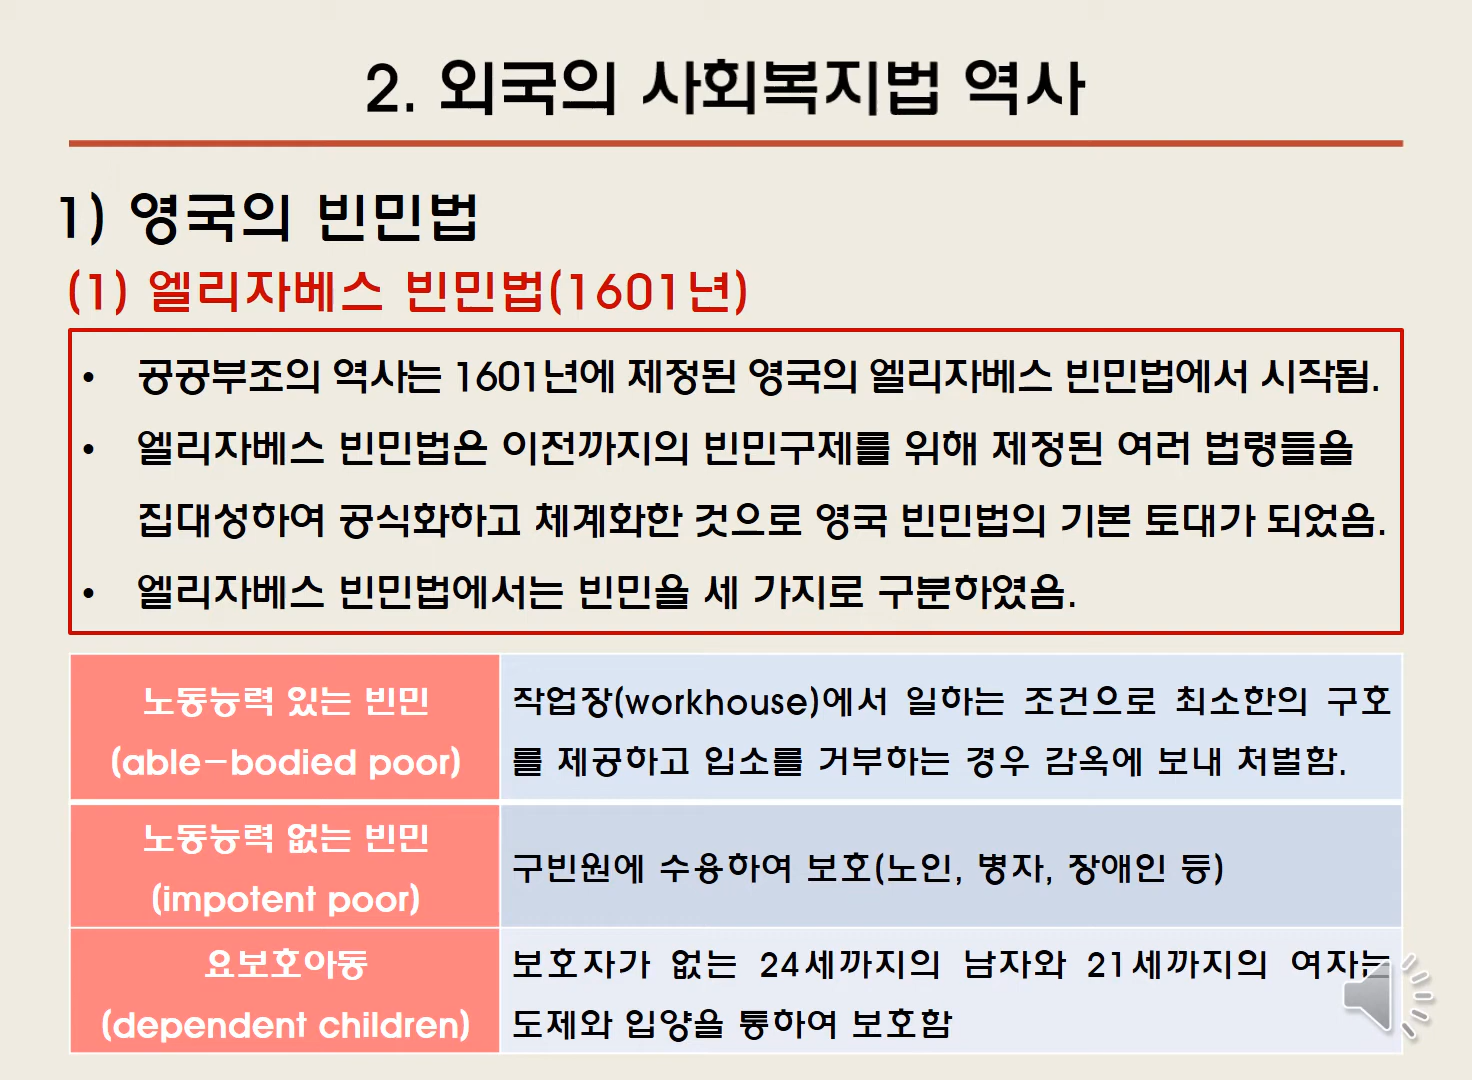 2. 외국의 사회복지법 역사
1) 영국의 빈민법
(1) 엘리자베스 빈민법(1601년)
• 공공부조의 역사는 1601년에 제정된 영국의 엘리자베스 빈민법에서 시작됨.
• 엘리자베스 빈민법은 이전까지의 빈민구제를 위해 제정된 여러 법령들을
집대성하여 공식화하고 체계화한 것으로 영국 빈민법의 기본 토대가 되었음.
• 엘리자베스 빈민법에서는 빈민을 세 가지로 구분하였음.
노동능력 있는 빈민
(able-bodied poor)
작업장(workhouse)에서 일하는 조건으로 최소한의 구호
를 제공하고 입소를 거부하는 경우 감옥에 보내 처벌함.
노동능력 없는 빈민
(impotent poor)
구빈원에 수용하여 보호(노인, 병자, 장애인 등)
요보호아동
(dependent children)
보호자가 없는 24세까지의 남자와 21세까지의 여자는
도제와 입양을 통하여 보호함